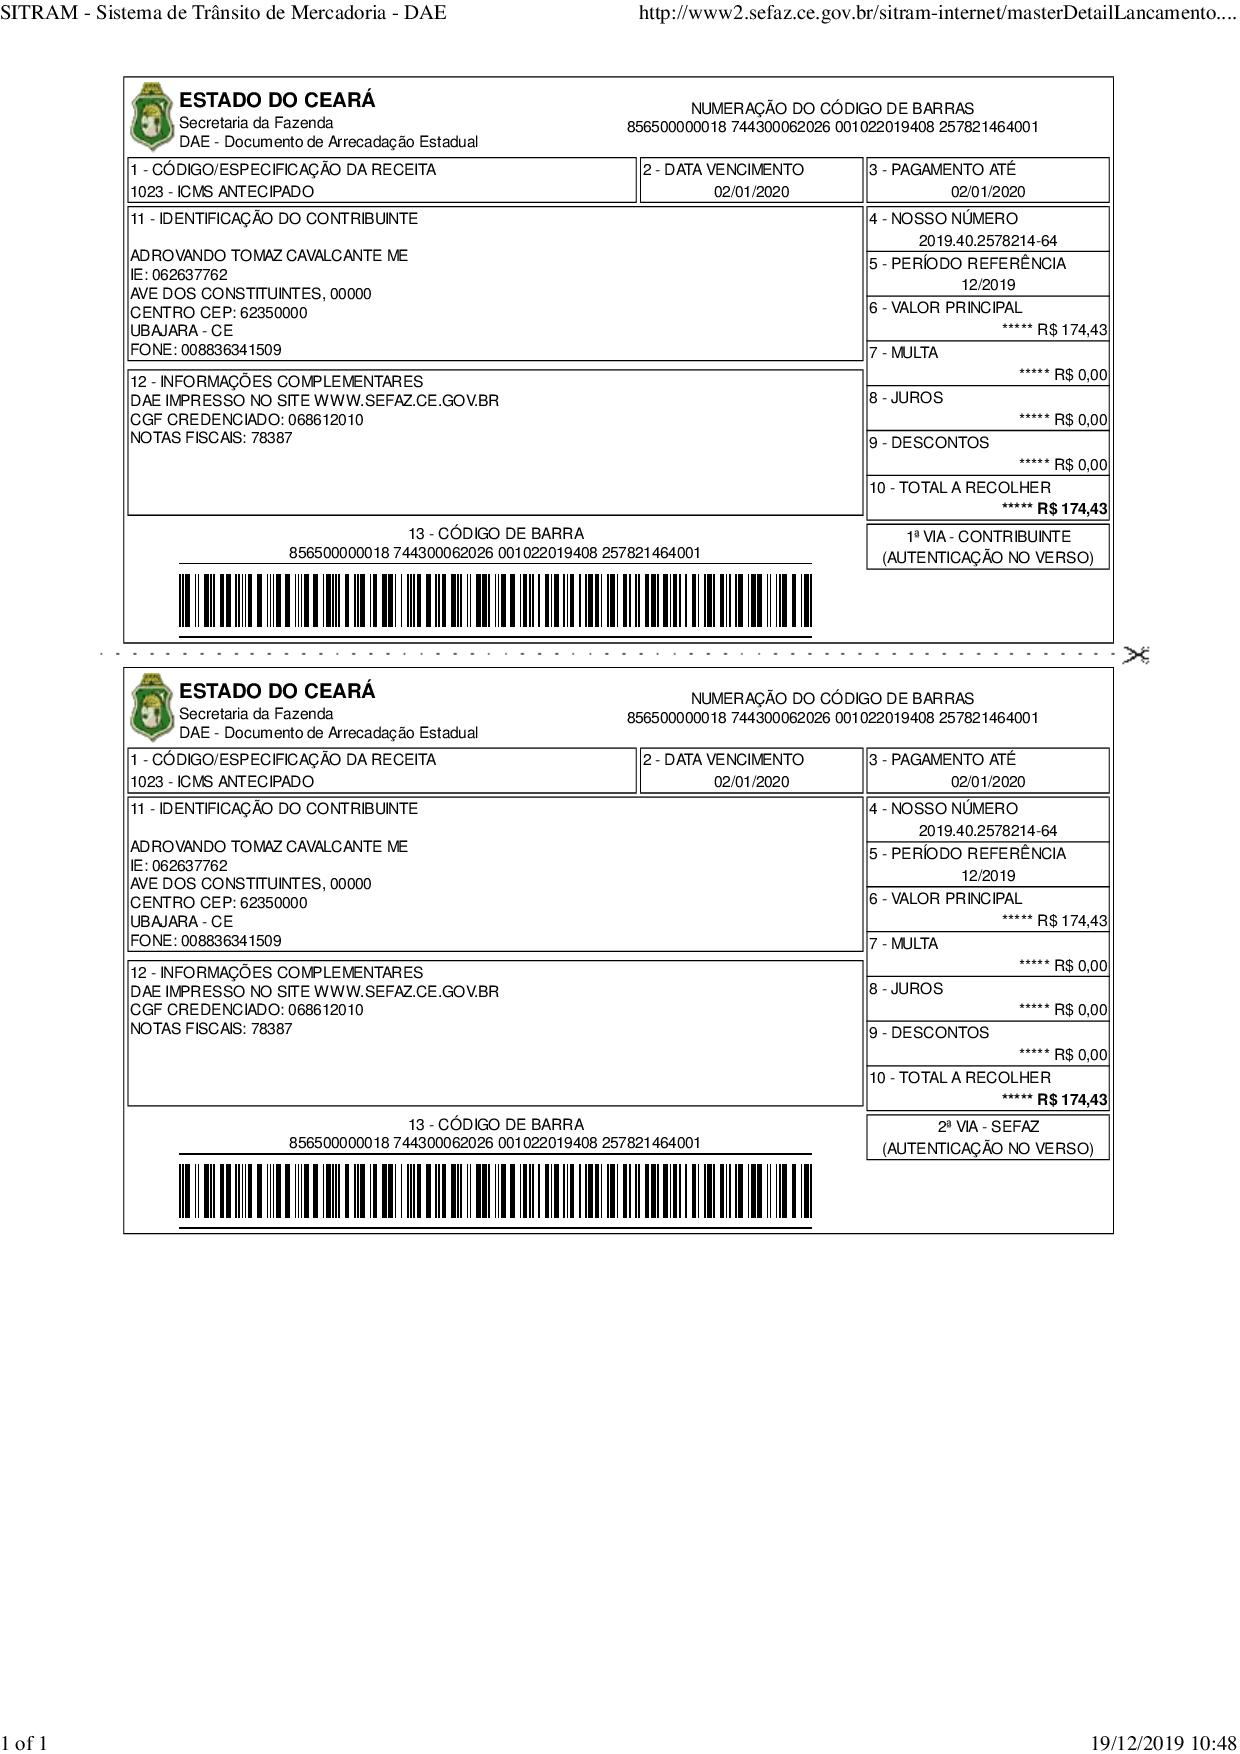 SITRAM - Sistema de Trânsito de Mercadoria - DAE
http://www2.sefaz.ce.gov.br/sitram-internet/masterDetailLancamento....
ESTADO DO CEARÁ
Secretaria da Fazenda
DAE - Documento de Arrecadação Estadual
NUMERAÇÃO DO CÓDIGO DE BARRAS
856500000018 744300062026 001022019408 257821464001
1 - CÓDIGO/ESPECIFICAÇÃO DA RECEITA
1023 - ICMS ANTECIPADO
2 - DATA VENCIMENTO
02/01/2020
3 - PAGAMENTO ATÉ
02/01/2020
11 - IDENTIFICAÇÃO DO CONTRIBUINTE
ADROVANDO TOMAZ CAVALCANTE ME
IE: 062637762
AVE DOS CONSTITUINTES, 00000
CENTRO CEP: 62350000
UBAJARA - CE
FONE: 008836341509
4 - NOSSO NÚMERO
2019.40.2578214-64
5 - PERÍODO REFERÊNCIA
12/2019
6 - VALOR PRINCIPAL
***** R$ 174,43
7 - MULTA
***** R$ 0,00
8 - JUROS
***** R$ 0,00
9 - DESCONTOS
***** R$ 0,00
10 - TOTAL A RECOLHER
***** R$ 174,43
12 - INFORMAÇÕES COMPLEMENTARES
DAE IMPRESSO NO SITE WWW.SEFAZ.CE.GOV.BR
CGF CREDENCIADO: 068612010
NOTAS FISCAIS: 78387
13 - CÓDIGO DE BARRA
856500000018 744300062026 001022019408 257821464001
1ª VIA - CONTRIBUINTE
(AUTENTICAÇÃO NO VERSO)
ESTADO DO CEARÁ
Secretaria da Fazenda
DAE - Documento de Arrecadação Estadual
NUMERAÇÃO DO CÓDIGO DE BARRAS
856500000018 744300062026 001022019408 257821464001
1 - CÓDIGO/ESPECIFICAÇÃO DA RECEITA
1023 - ICMS ANTECIPADO
2 - DATA VENCIMENTO
02/01/2020
3 - PAGAMENTO ATÉ
02/01/2020
11 - IDENTIFICAÇÃO DO CONTRIBUINTE
ADROVANDO TOMAZ CAVALCANTE ME
IE: 062637762
AVE DOS CONSTITUINTES, 00000
CENTRO CEP: 62350000
UBAJARA - CE
FONE: 008836341509
4 - NOSSO NÚMERO
2019.40.2578214-64
5 - PERÍODO REFERÊNCIA
12/2019
6 - VALOR PRINCIPAL
***** R$ 174,43
7 - MULTA
***** R$ 0,00
8 - JUROS
***** R$ 0,00
9 - DESCONTOS
***** R$ 0,00
10 - TOTAL A RECOLHER
***** R$ 174,43
12 - INFORMAÇÕES COMPLEMENTARES
DAE IMPRESSO NO SITE WWW.SEFAZ.CE.GOV.BR
CGF CREDENCIADO: 068612010
NOTAS FISCAIS: 78387
13 - CÓDIGO DE BARRA
856500000018 744300062026 001022019408 257821464001
2ª VIA - SEFAZ
(AUTENTICAÇÃO NO VERSO)
1 of 1
19/12/2019 10:48